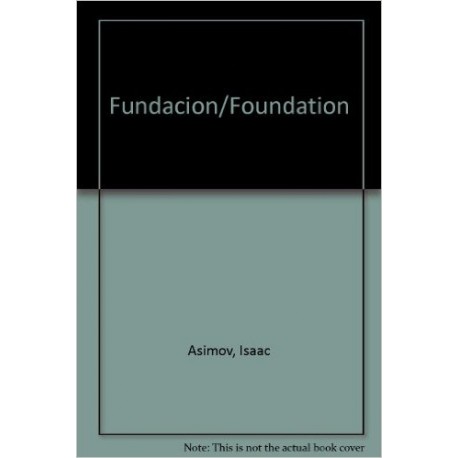 Fundacion/Foundation
Asimov, Isaac
Note: This is not the actual book cover